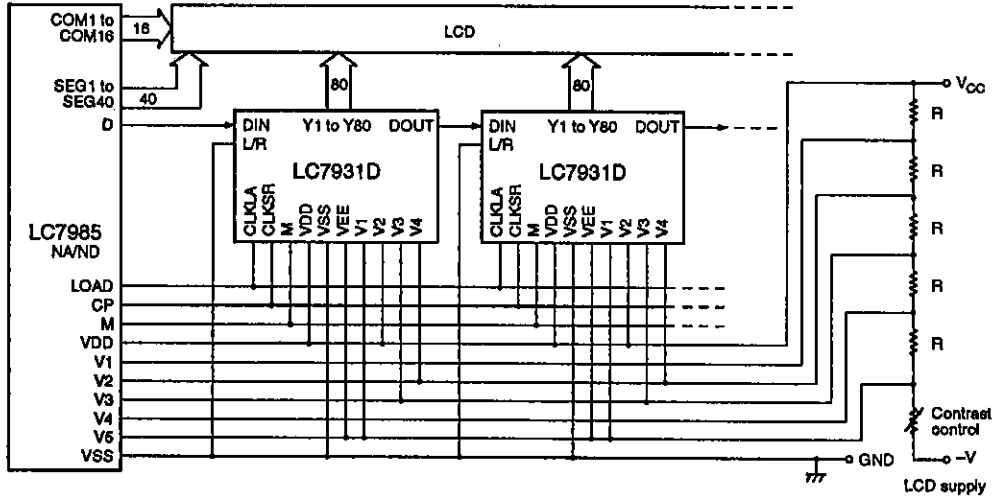 COM1 to
COM16
16
LCD
SEG1 to
SEG40
40
80
80
VCC
D
DIN Y1 to Y80 DOUT
L/R
LC7931D
CLKLA
CLKSR
M
VDD
VSS
VEE
V1
V2
V3
V4
DIN Y1 to Y80 DOUT
L/R
LC7931D
CLKLA
CLKSR
M
VDD
VSS
VEE
V1
V2
V3
V4
R
R
R
R
R
LC7985
NA/ND
LOAD
CP
M
VDD
V1
V2
V3
V4
V5
VSS
Contrast
control
GND
–V
LCD supply